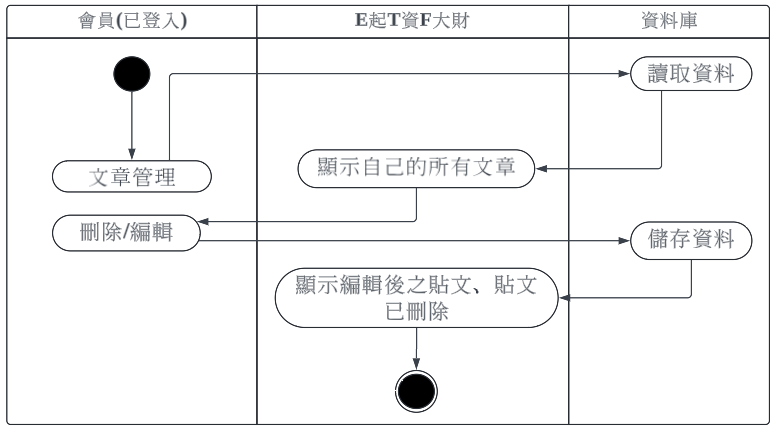 會員(已登入)
E起T資F大財
資料庫
讀取資料
文章管理
顯示自己的所有文章
刪除/編輯
儲存資料
顯示編輯後之貼文、貼文
已刪除